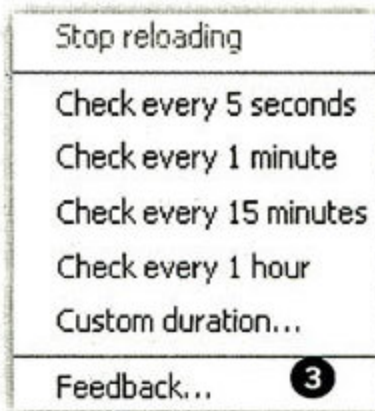 Stop reloading
Check every 5 seconds
Check every 1 minute
Check every 15 minutes
Check every 1 hour
Custom duration...
Feedback... 3